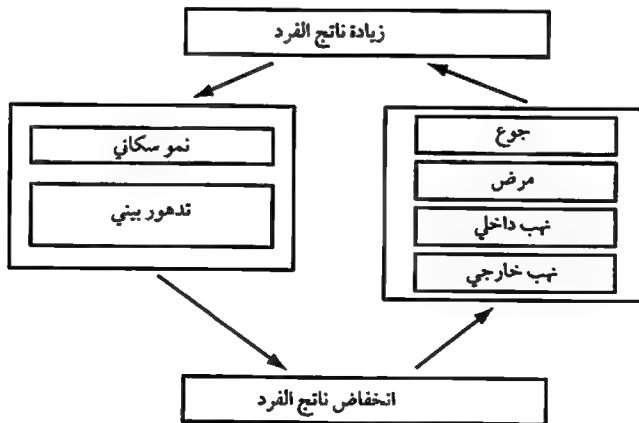 زيادة ناتج الفرد
جوع
مرض
نهب داخلي
نهب خارجي
نمو سكاني
تدهور بيئي
انخفاض ناتج الفرد